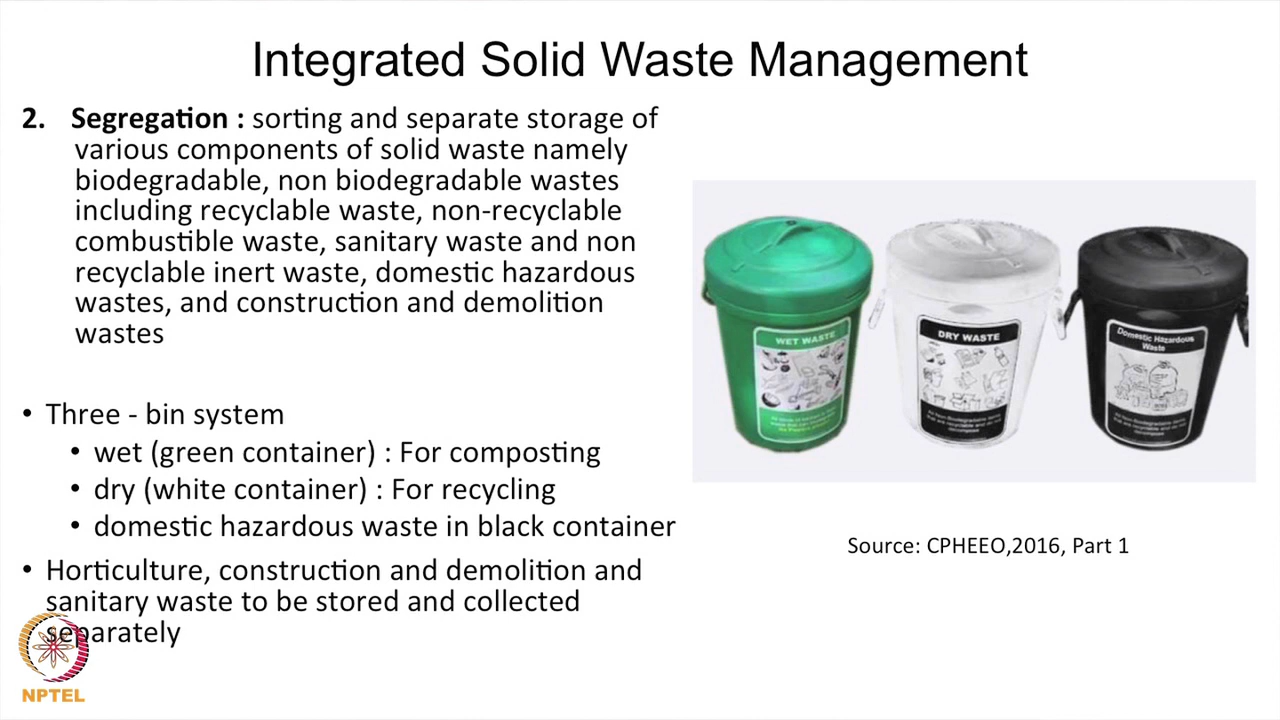 Integrated Solid Waste Management
2. Segregation : sorting and separate storage of
various components of solid waste namely
biodegradable, non biodegradable wastes
including recyclable waste, non-recyclable
combustible waste, sanitary waste and non
recyclable inert waste, domestic hazardous
wastes, and construction and demolition
wastes
• Three - bin system
• wet (green container) : For composting
• dry (white container) : For recycling
• domestic hazardous waste in black container
• Horticulture, construction and demolition and
sanitary waste to be stored and collected
separately
NPTEL
WET WASTE
DRY WASTE
Domestic Hazardous
Waste
Source: CPHEEO,2016, Part 1